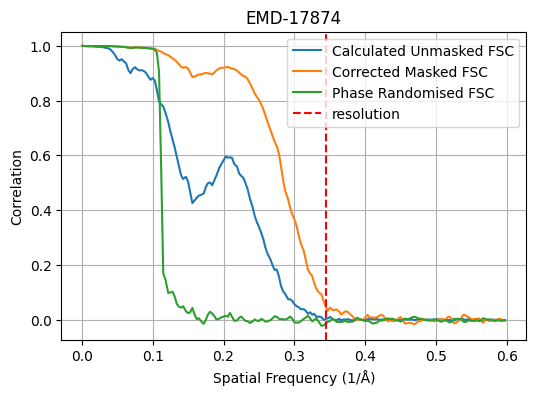 EMD-17874
Calculated Unmasked FSC
Corrected Masked FSC
Phase Randomised FSC
resolution
Correlation
1.0
0.8
0.6
0.4
0.2
0.0
0.0 0.1 0.2 0.3 0.4 0.5 0.6
Spatial Frequency (1/Å)